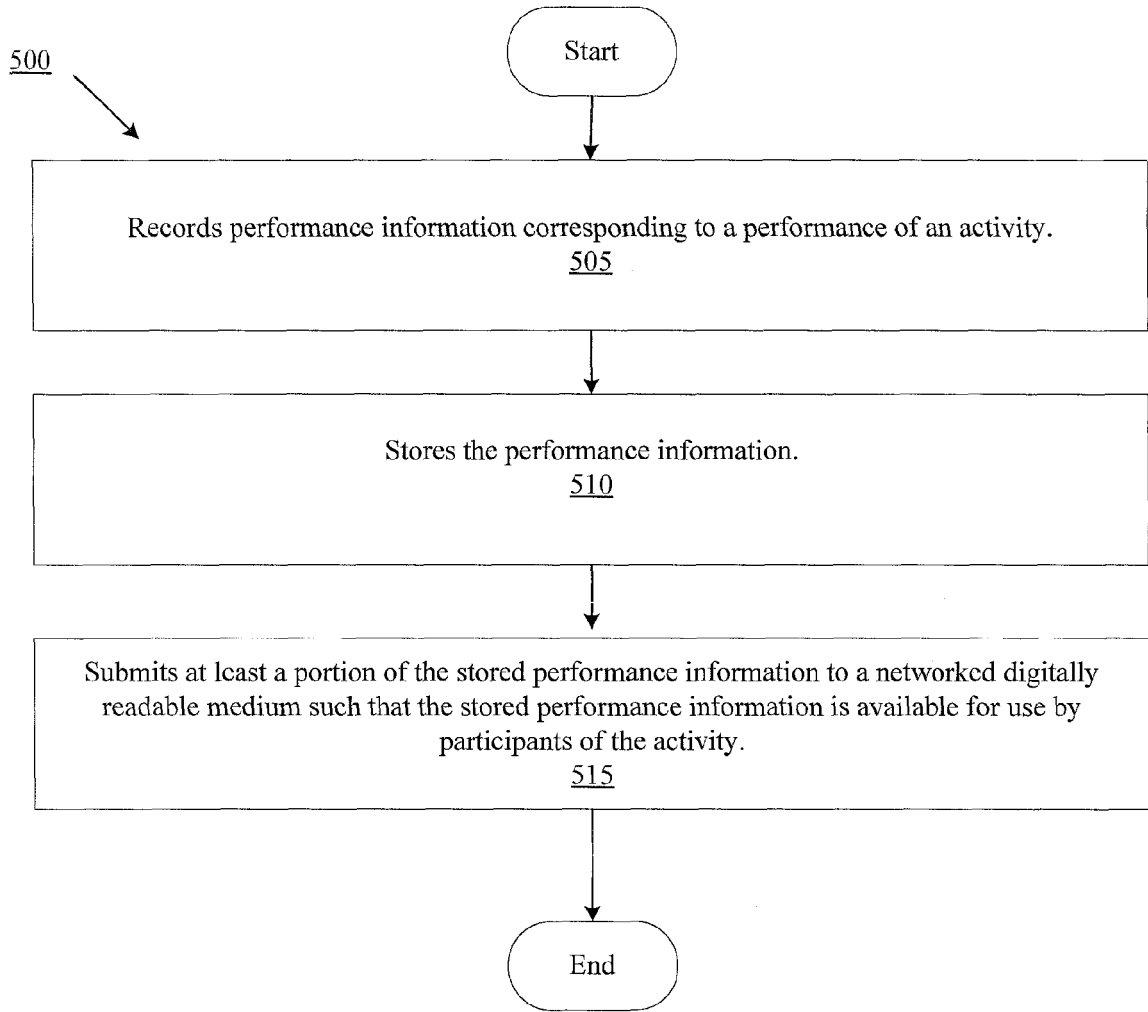 Start
500
Records performance information corresponding to a performance of an activity.
505
Stores the performance information.
510
Submits at least a portion of the stored performance information to a networked digitally
readable medium such that the stored performance information is available for use by
participants of the activity.
515
End